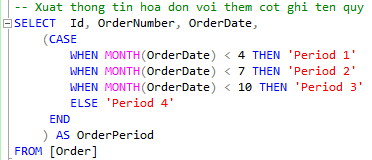 -- Xuat thong tin hoa don voi them cot ghi ten quy
SELECT Id, OrderNumber, OrderDate,
(CASE
WHEN MONTH(OrderDate) < 4 THEN 'Period 1'
WHEN MONTH(OrderDate) < 7 THEN 'Period 2'
WHEN MONTH(OrderDate) < 10 THEN 'Period 3'
ELSE 'Period 4'
END
) AS OrderPeriod
FROM [Order]